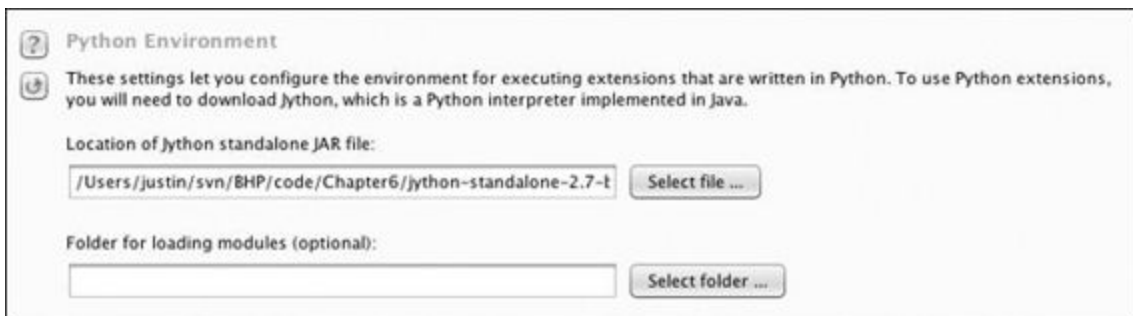 ? Python Environment
These settings let you configure the environment for executing extensions that are written in Python. To use Python extensions,
you will need to download Jython, which is a Python interpreter implemented in Java.
Location of Jython standalone JAR file:
/Users/justin/svn/BHP/code/Chapter6/jython-standalone-2.7-b Select file ...
Folder for loading modules (optional):
Select folder ...